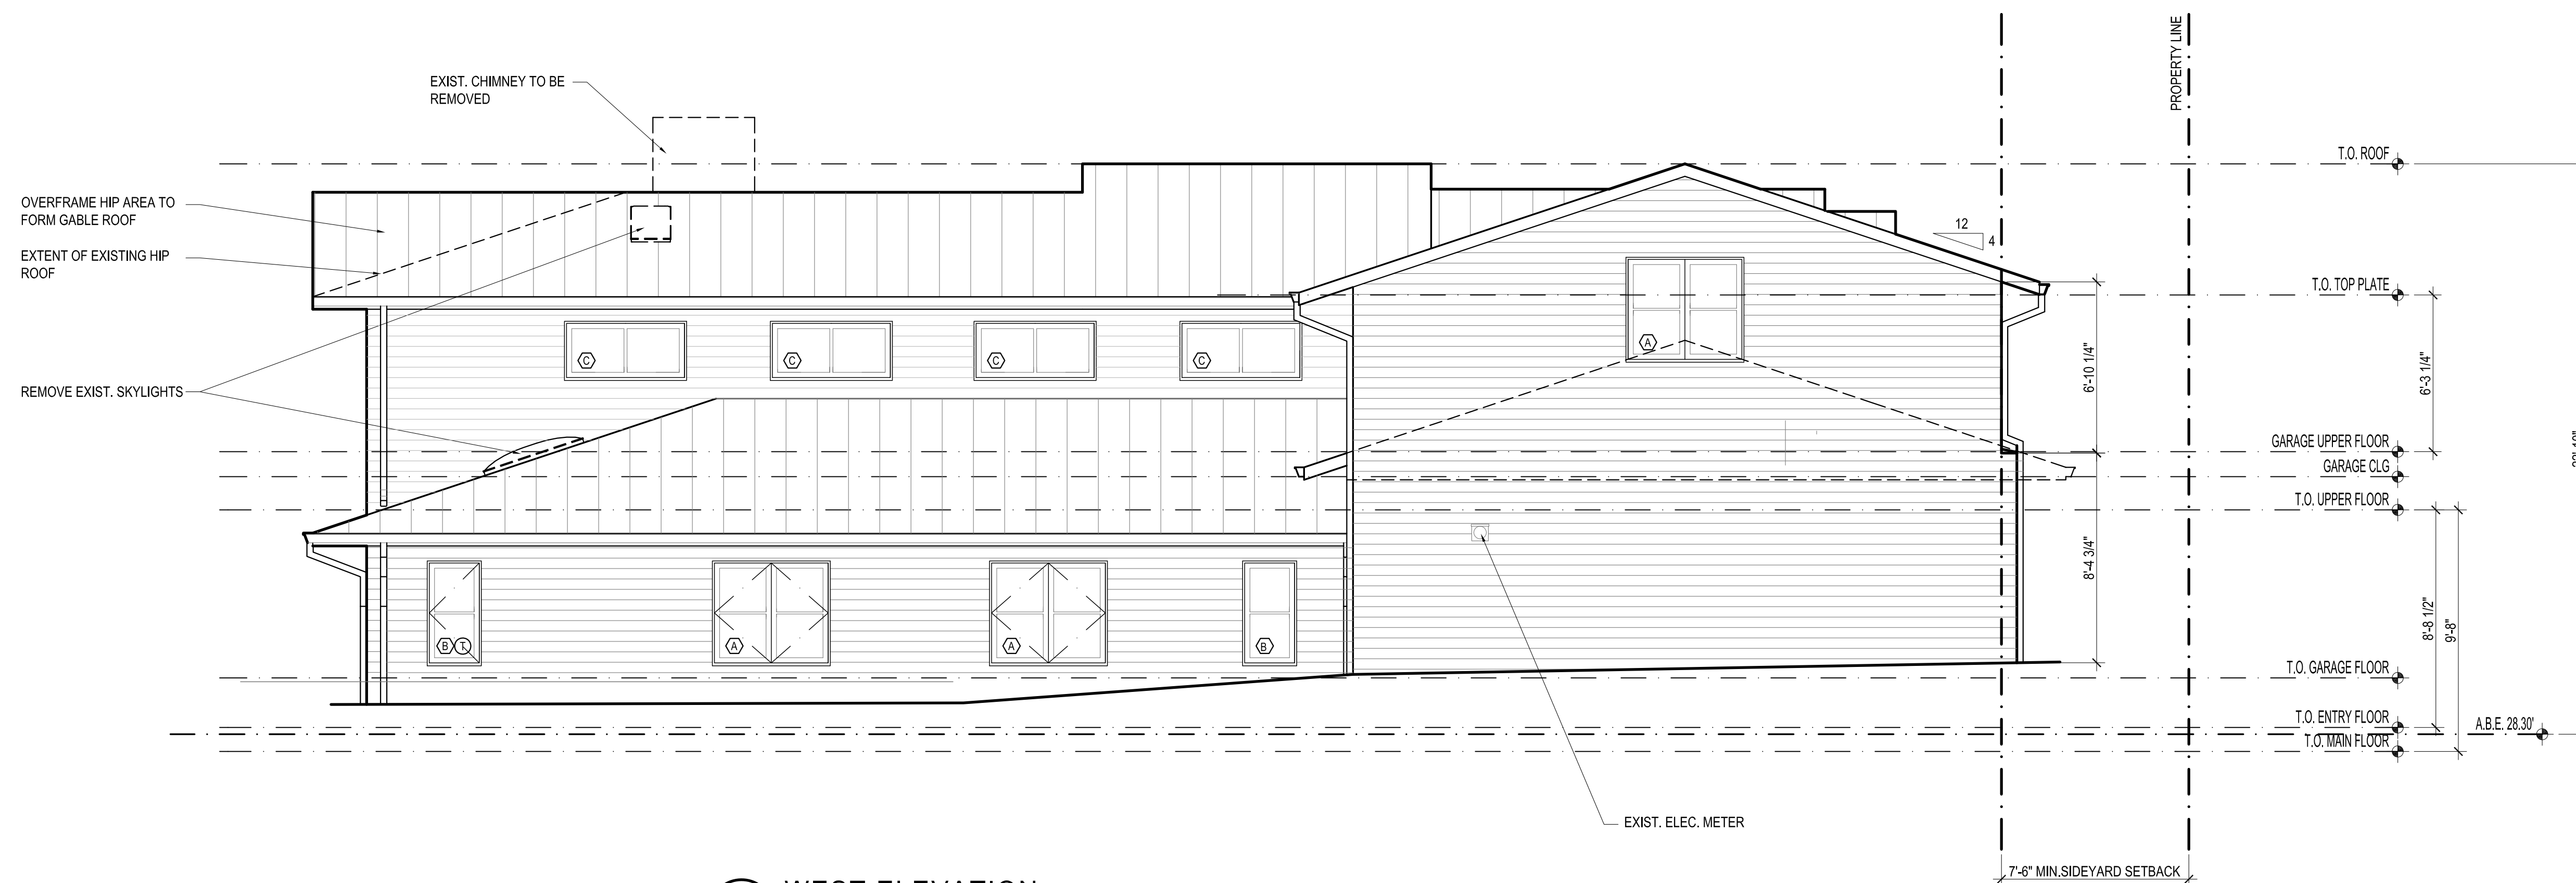 PROPERTY LINE
EXIST. CHIMNEY TO BE
REMOVED
T.O. ROOF
OVERFRAME HIP AREA TO
FORM GABLE ROOF
EXTENT OF EXISTING HIP
ROOF
12
4
T.O. TOP PLATE
C
C
C
C
A
REMOVE EXIST. SKYLIGHTS
6'-10 1/4"
6'-3 1/4"
GARAGE UPPER FLOOR
GARAGE CLG
T.O. UPPER FLOOR
8'-4 3/4"
8'-8 1/2"
9'-8"
B
T
A
A
B
T.O. GARAGE FLOOR
T.O. ENTRY FLOOR
A.B.E. 28.30'
T.O. MAIN FLOOR
EXIST. ELEC. METER
7'-6" MIN.SIDEYARD SETBACK
WEST ELEVATION